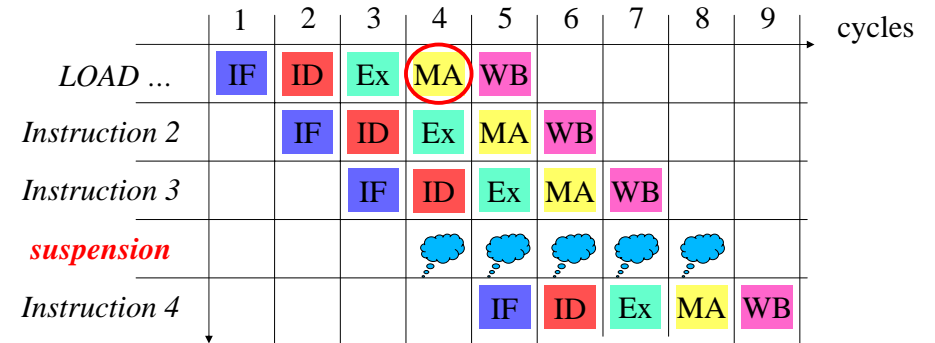 1 2 3 4 5 6 7 8 9 cycles
LOAD … IF ID Ex MA WB
Instruction 2 IF ID Ex MA WB
Instruction 3 IF ID Ex MA WB
suspension
Instruction 4 IF ID Ex MA WB